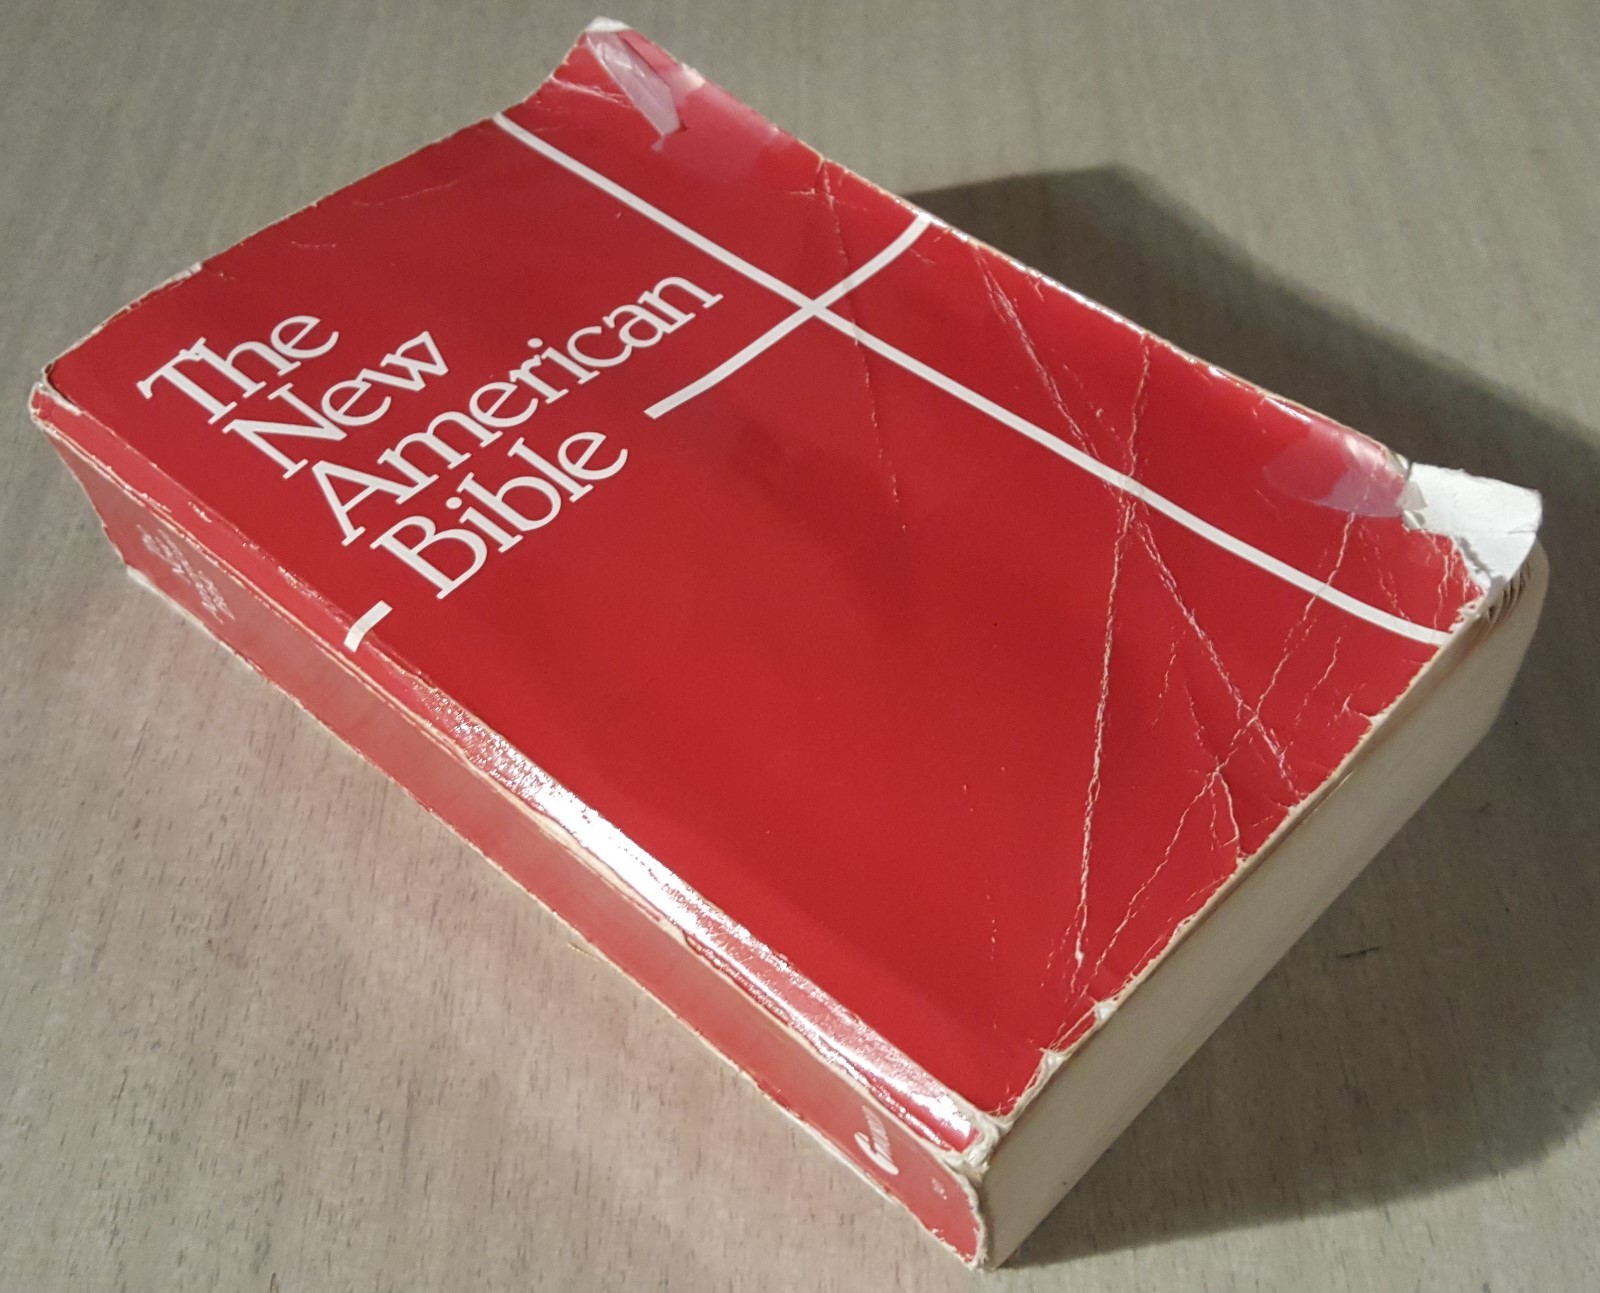 The
New
American
Bible